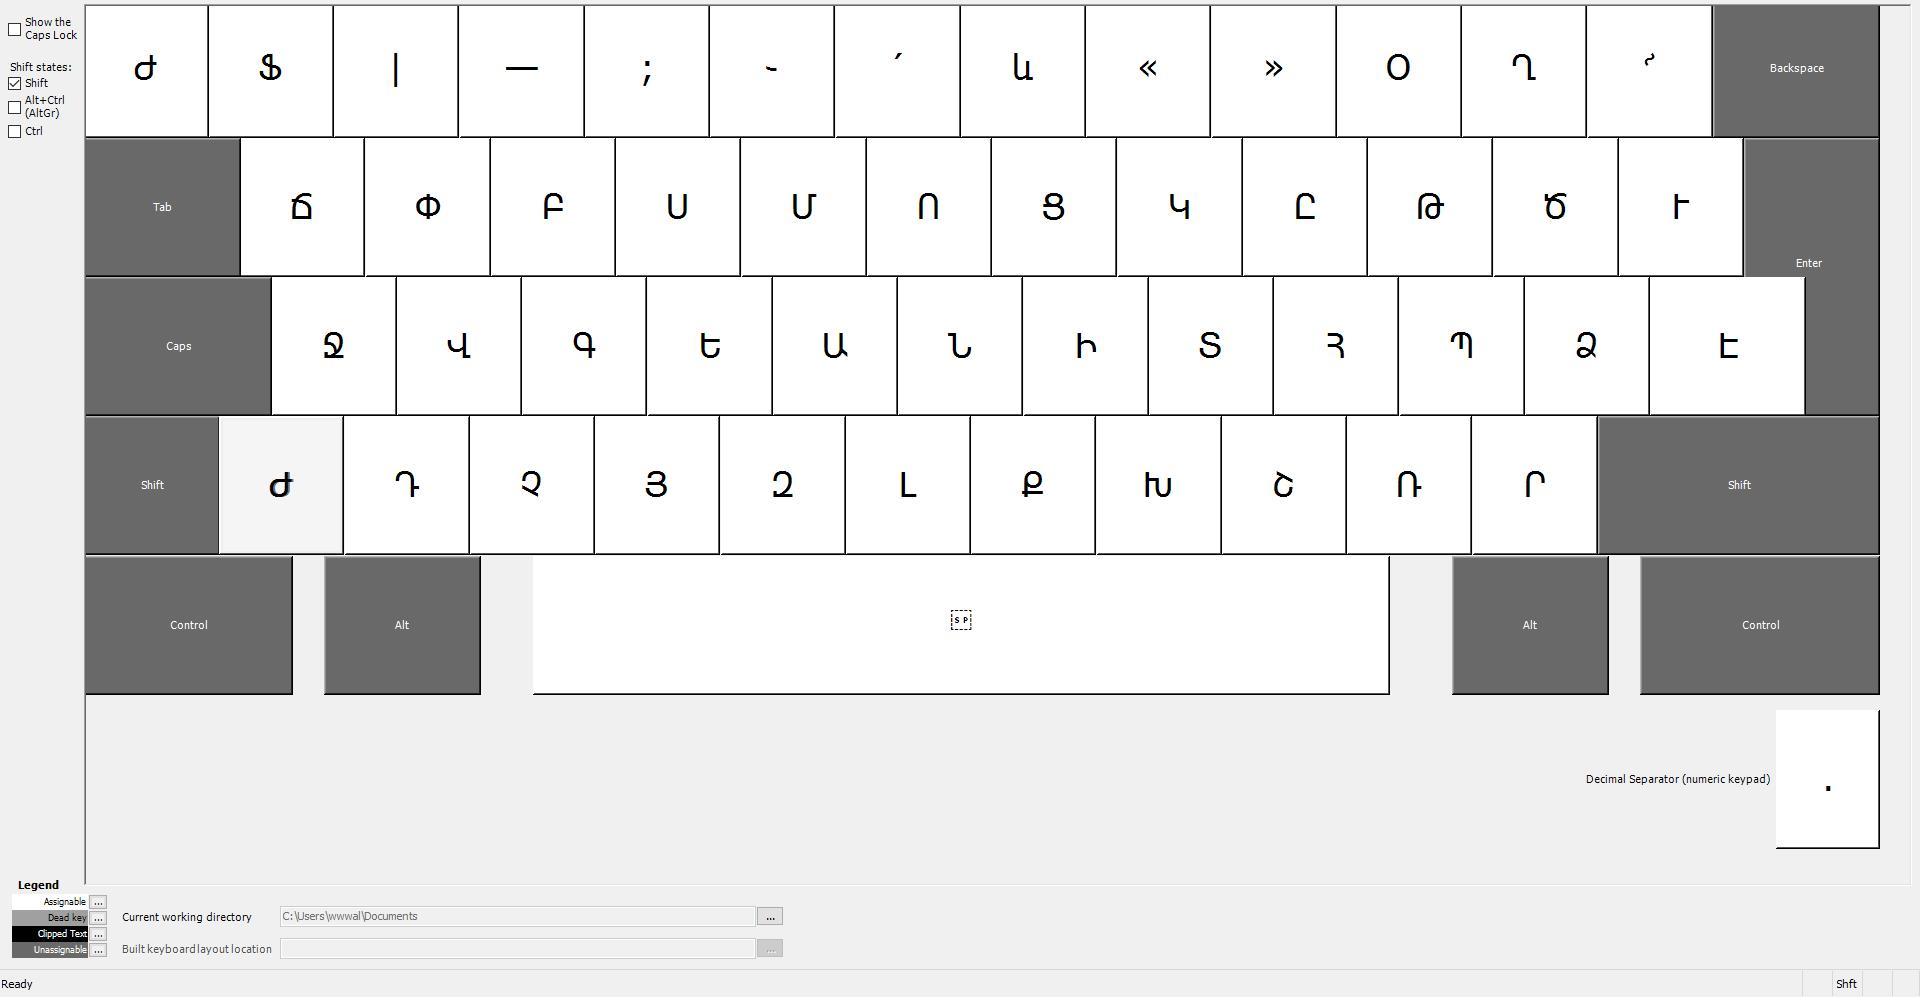 Show the
Caps Lock
Shift states:
Shift
Alt+Ctrl
(AltGr)
Ctrl
Ժ Ֆ | — ; ֊ ՛ և « » Օ Ղ ՟ Backspace
Tab Ճ Փ Բ Ս Մ Ո Ց Կ Ը Թ Ծ Ւ
Enter
Caps Ջ Վ Գ Ե Ա Ն Ի Տ Հ Պ Ձ Է
Shift Ժ Դ Չ Յ Զ Լ Ք Խ Շ Ռ Ր Shift
Control Alt SP Alt Control
Decimal Separator (numeric keypad) .
Legend
Assignable ...
Dead key ...
Clipped Text ...
Unassignable ...
Current working directory C:\Users\wwwal\Documents ...
Built keyboard layout location ...
Ready Shft